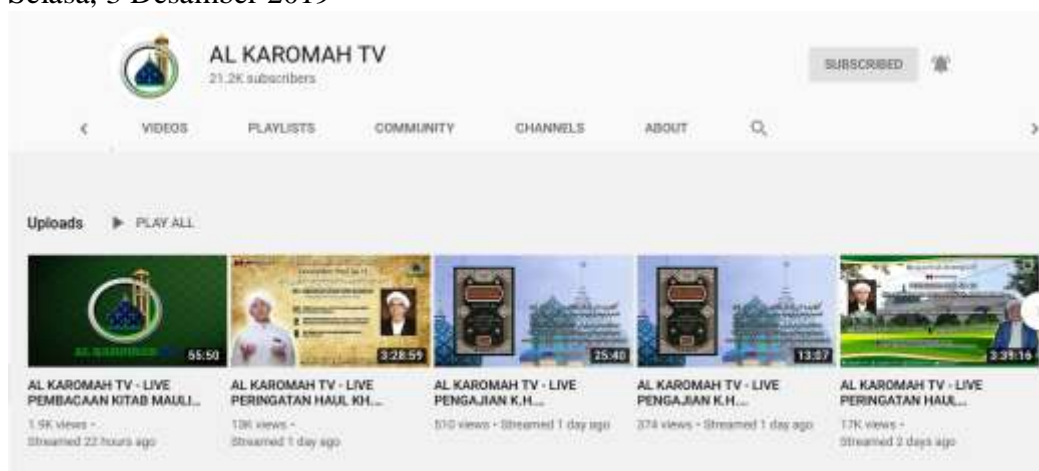 Selasa, 3 Desember 2019
AL KAROMAH TV
21.2K subscribers
SUBSCRIBED
VIDEOS PLAYLISTS COMMUNITY CHANNELS ABOUT
Uploads PLAY ALL
55:50 3:28:59 25:40 13:07 3:39:16
AL KAROMAH TV - LIVE
PEMBACAAN KITAB MAULI...
1.9K views -
Streamed 22 hours ago
AL KAROMAH TV - LIVE
PERINGATAN HAUL KH....
views -
Streamed 1 day ago
AL KAROMAH TV - LIVE
PENGAJIAN K.H....
510 views • Streamed 1 day ago
AL KAROMAH TV - LIVE
PENGAJIAN K.H....
374 views • Streamed 1 day ago
AL KAROMAH TV - LIVE
PERINGATAN HAUL...
17K views -
Streamed 2 days ago